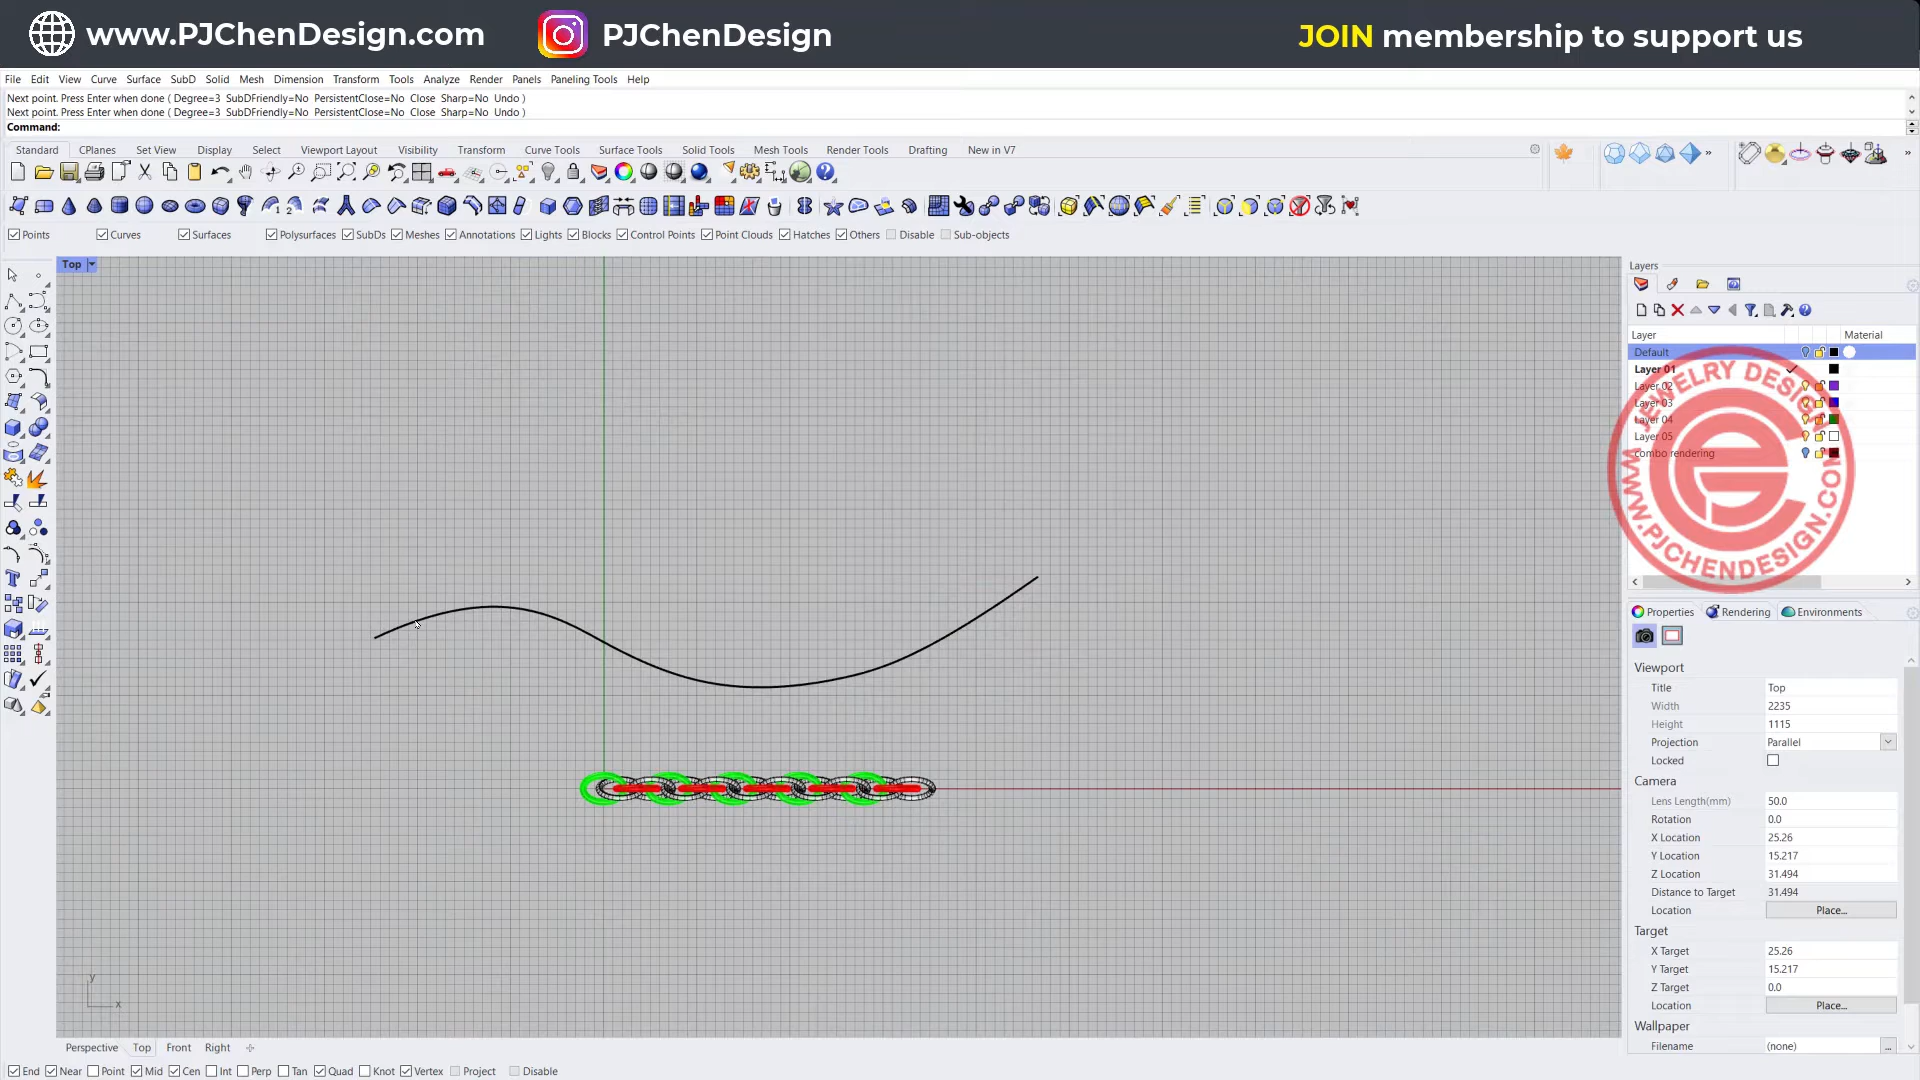 www.PJChenDesign.com PJChenDesign JOIN membership to support us
File Edit View Curve Surface SubD Solid Mesh Dimension Transform Tools Analyze Render Panels Paneling Tools Help
Next point. Press Enter when done ( Degree=3 SubDFriendly=No PersistentClose=No Close Sharp=No Undo )
Next point. Press Enter when done ( Degree=3 SubDFriendly=No PersistentClose=No Close Sharp=No Undo )
Command:
Standard CPlanes Set View Display Select Viewport Layout Visibility Transform Curve Tools Surface Tools Solid Tools Mesh Tools Render Tools Drafting New in V7
Points Curves Surfaces Polysurfaces SubDs Meshes Annotations Lights Blocks Control Points Point Clouds Hatches Others Disable Sub-objects
Top
Layers
Layer Material
Default
Layer 01
Layer 02
Layer 03
Layer 04
Layer 05
combo rendering
JEWELRY DESIGN
WWW.PJCHENDESIGN.COM
Properties Rendering Environments
Viewport
Title Top
Width 2235
Height 1115
Projection Parallel
Locked
Camera
Lens Length(mm) 50.0
Rotation 0.0
X Location 25.26
Y Location 15.217
Z Location 31.494
Distance to Target 31.494
Location Place...
Target
X Target 25.26
Y Target 15.217
Z Target 0.0
Location Place...
Wallpaper
Filename (none) ...
y
x
Perspective Top Front Right
End Near Point Mid Cen Int Perp Tan Quad Knot Vertex Project Disable